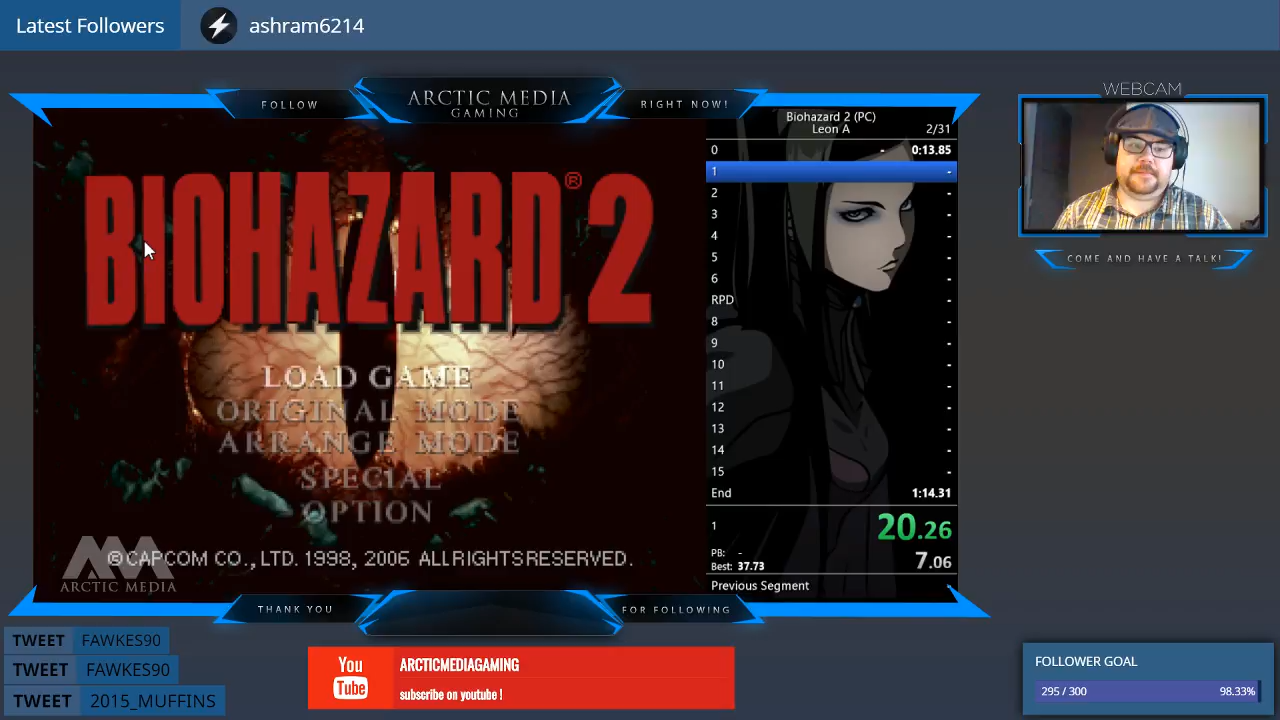 Latest Followers
ashram6214
FOLLOW
ARCTIC MEDIA
GAMING
RIGHT NOW!
WEBCAM
BIOHAZARD 2®
LOAD GAME
ORIGINAL MODE
ARRANGE MODE
SPECIAL
OPTION
©CAPCOM CO., LTD. 1998, 2006 ALL RIGHTS RESERVED.
AM
ARCTIC MEDIA
Biohazard 2 (PC)
Leon A 2/31
0 - 0:13.85
1 -
2 -
3 -
4 -
5 -
6 -
RPD -
8 -
9 -
10 -
11 -
12 -
13 -
14 -
15 -
End 1:14.31
1 20.26
PB: -
Best: 37.73 7.06
Previous Segment -
COME AND HAVE A TALK!
THANK YOU
FOR FOLLOWING
TWEET FAWKES90
TWEET FAWKES90
TWEET 2015_MUFFINS
You
Tube
ARCTICMEDIAGAMING
subscribe on youtube !
FOLLOWER GOAL
295 / 300 98.33%